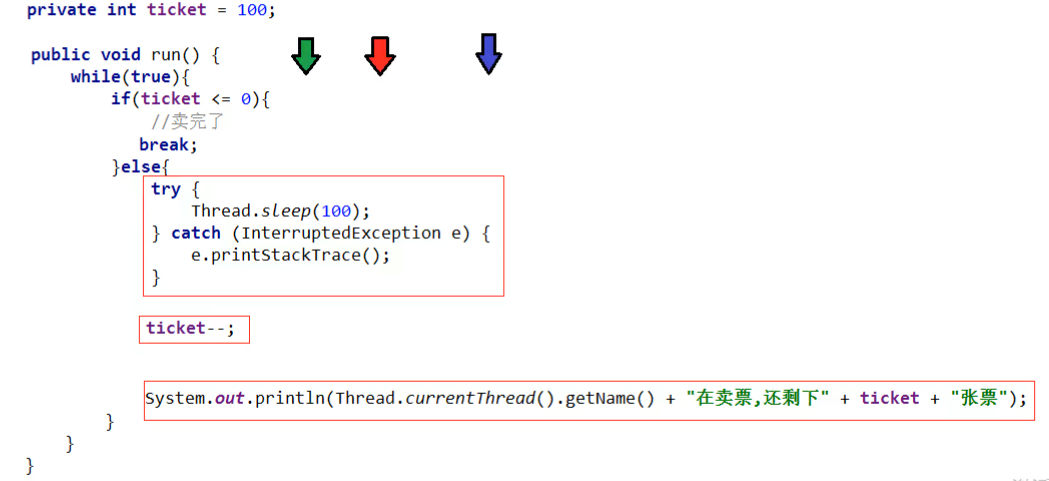 private int ticket = 100;
public void run() {
while(true){
if(ticket <= 0){
//卖完了
break;
}else{
try {
Thread.sleep(100);
} catch (InterruptedException e) {
e.printStackTrace();
}
ticket--;
System.out.println(Thread.currentThread().getName() + "在卖票,还剩下" + ticket + "张票");
}
}
}